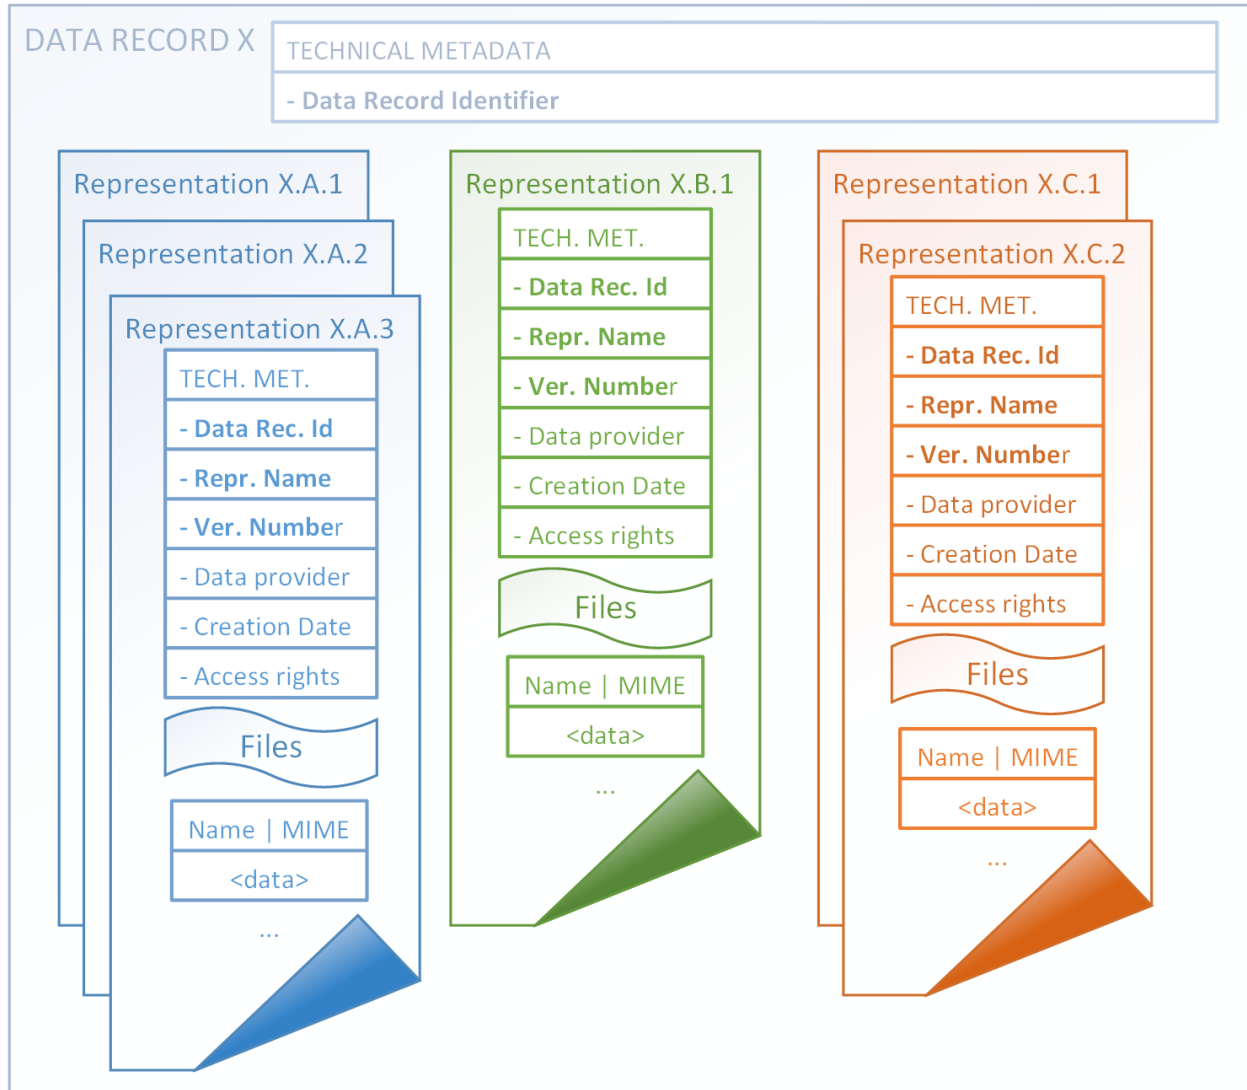 DATA RECORD X
TECHNICAL METADATA
- Data Record Identifier
Representation X.A.1
Representation X.A.2
Representation X.A.3
TECH. MET.
- Data Rec. Id
- Repr. Name
- Ver. Number
- Data provider
- Creation Date
- Access rights
Files
Name | MIME
<data>
...
Representation X.B.1
TECH. MET.
- Data Rec. Id
- Repr. Name
- Ver. Number
- Data provider
- Creation Date
- Access rights
Files
Name | MIME
<data>
...
Representation X.C.1
Representation X.C.2
TECH. MET.
- Data Rec. Id
- Repr. Name
- Ver. Number
- Data provider
- Creation Date
- Access rights
Files
Name | MIME
<data>
...